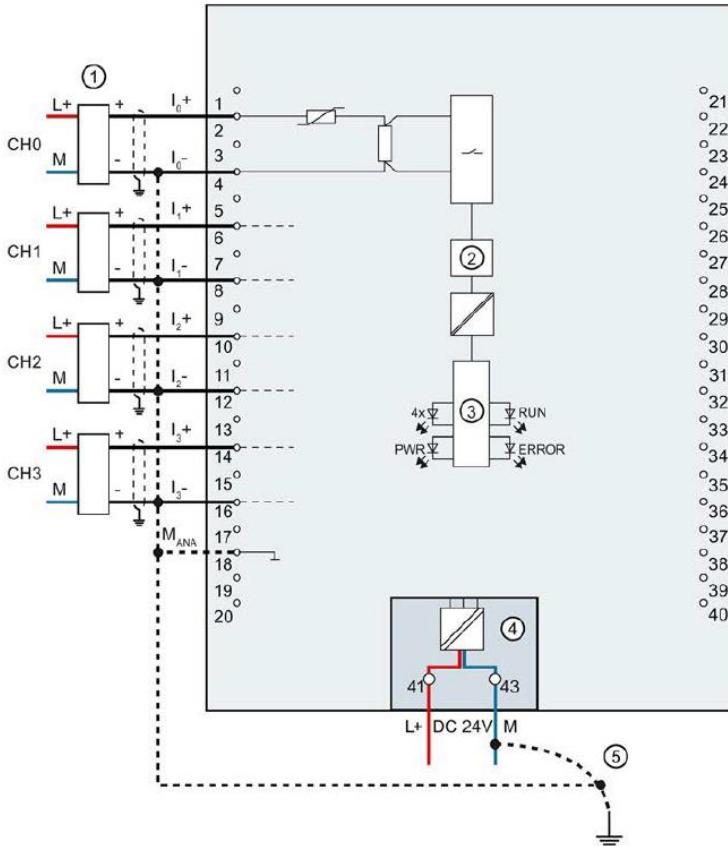 ①
L+ + I₀+
CH0
M - I₀-
L+ + I₁+
CH1
M - I₁-
L+ + I₂+
CH2
M - I₂-
L+ + I₃+
CH3
M - I₃-
M_ANA
1
2
3
4
5
6
7
8
9
10
11
12
13
14
15
16
17
18
19
20
②
③
4x RUN
PWR ERROR
④
41 43
L+ DC 24V M
⑤
21
22
23
24
25
26
27
28
29
30
31
32
33
34
35
36
37
38
39
40